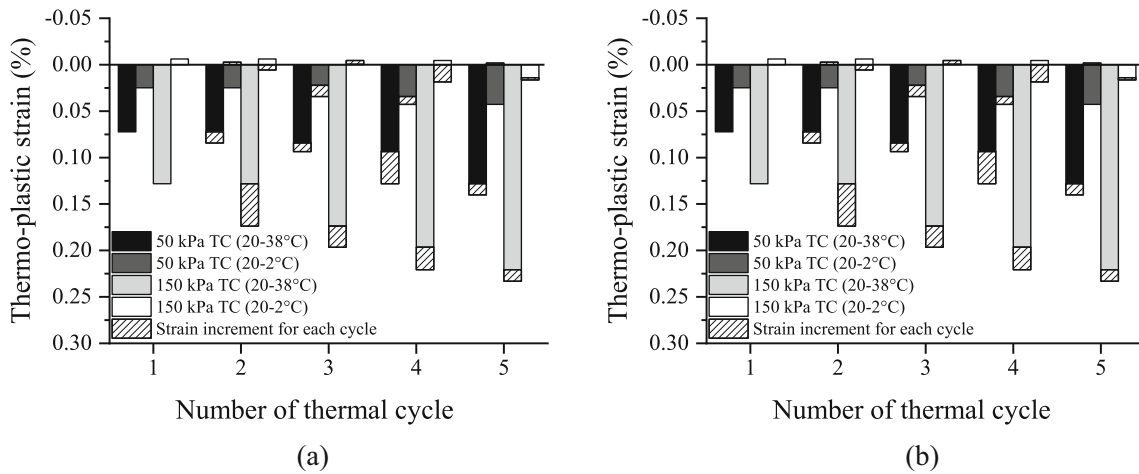 -0.05
0.00
0.05
0.10
0.15
0.20
0.25
0.30
Thermo-plastic strain (%)
50 kPa TC (20-38°C)
50 kPa TC (20-2°C)
150 kPa TC (20-38°C)
150 kPa TC (20-2°C)
Strain increment for each cycle
1 2 3 4 5
Number of thermal cycle
(a)
-0.05
0.00
0.05
0.10
0.15
0.20
0.25
0.30
Thermo-plastic strain (%)
50 kPa TC (20-38°C)
50 kPa TC (20-2°C)
150 kPa TC (20-38°C)
150 kPa TC (20-2°C)
Strain increment for each cycle
1 2 3 4 5
Number of thermal cycle
(b)